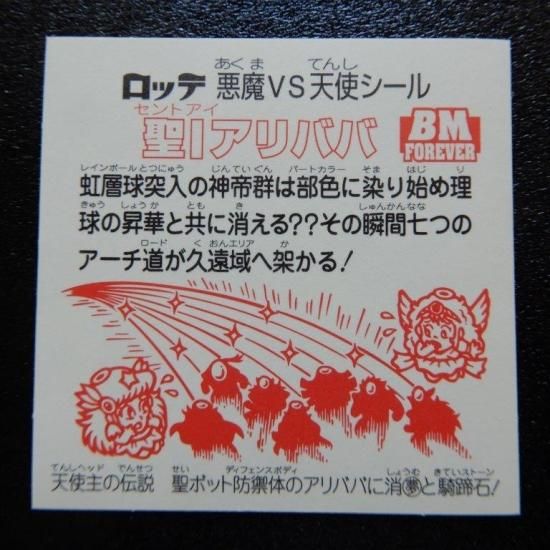 あくま てんし
ロッテ 悪魔VS天使シール
セントアイ
聖Iアリババ
BM
FOREVER
レインボールとつにゅう じんていぐん パートカラー そま はじ り
虹層球突入の神帝群は部色に染り始め理
きゅう しょうか とも き しゅんかんなな
球の昇華と共に消える??その瞬間七つの
ロード くおんエリア か
アーチ道が久遠域へ架かる!
てんしヘッド でんせつ せい ディフェンスボディ しょうむ きていストーン
天使主の伝説 聖ポット防禦体のアリババに消夢と騎蹄石!